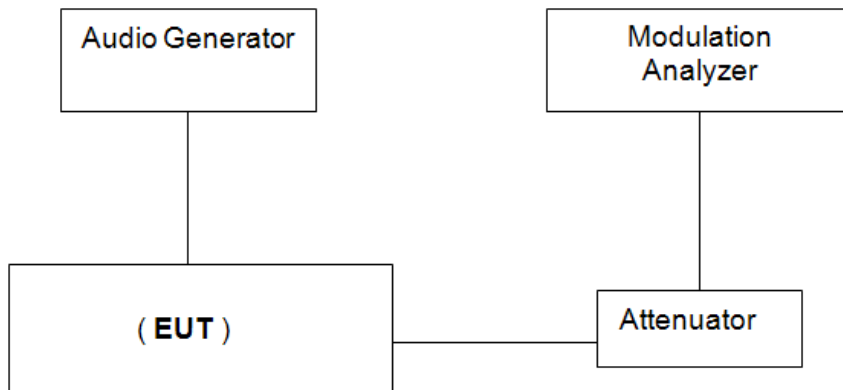 Audio Generator
Modulation
Analyzer
( EUT )
Attenuator